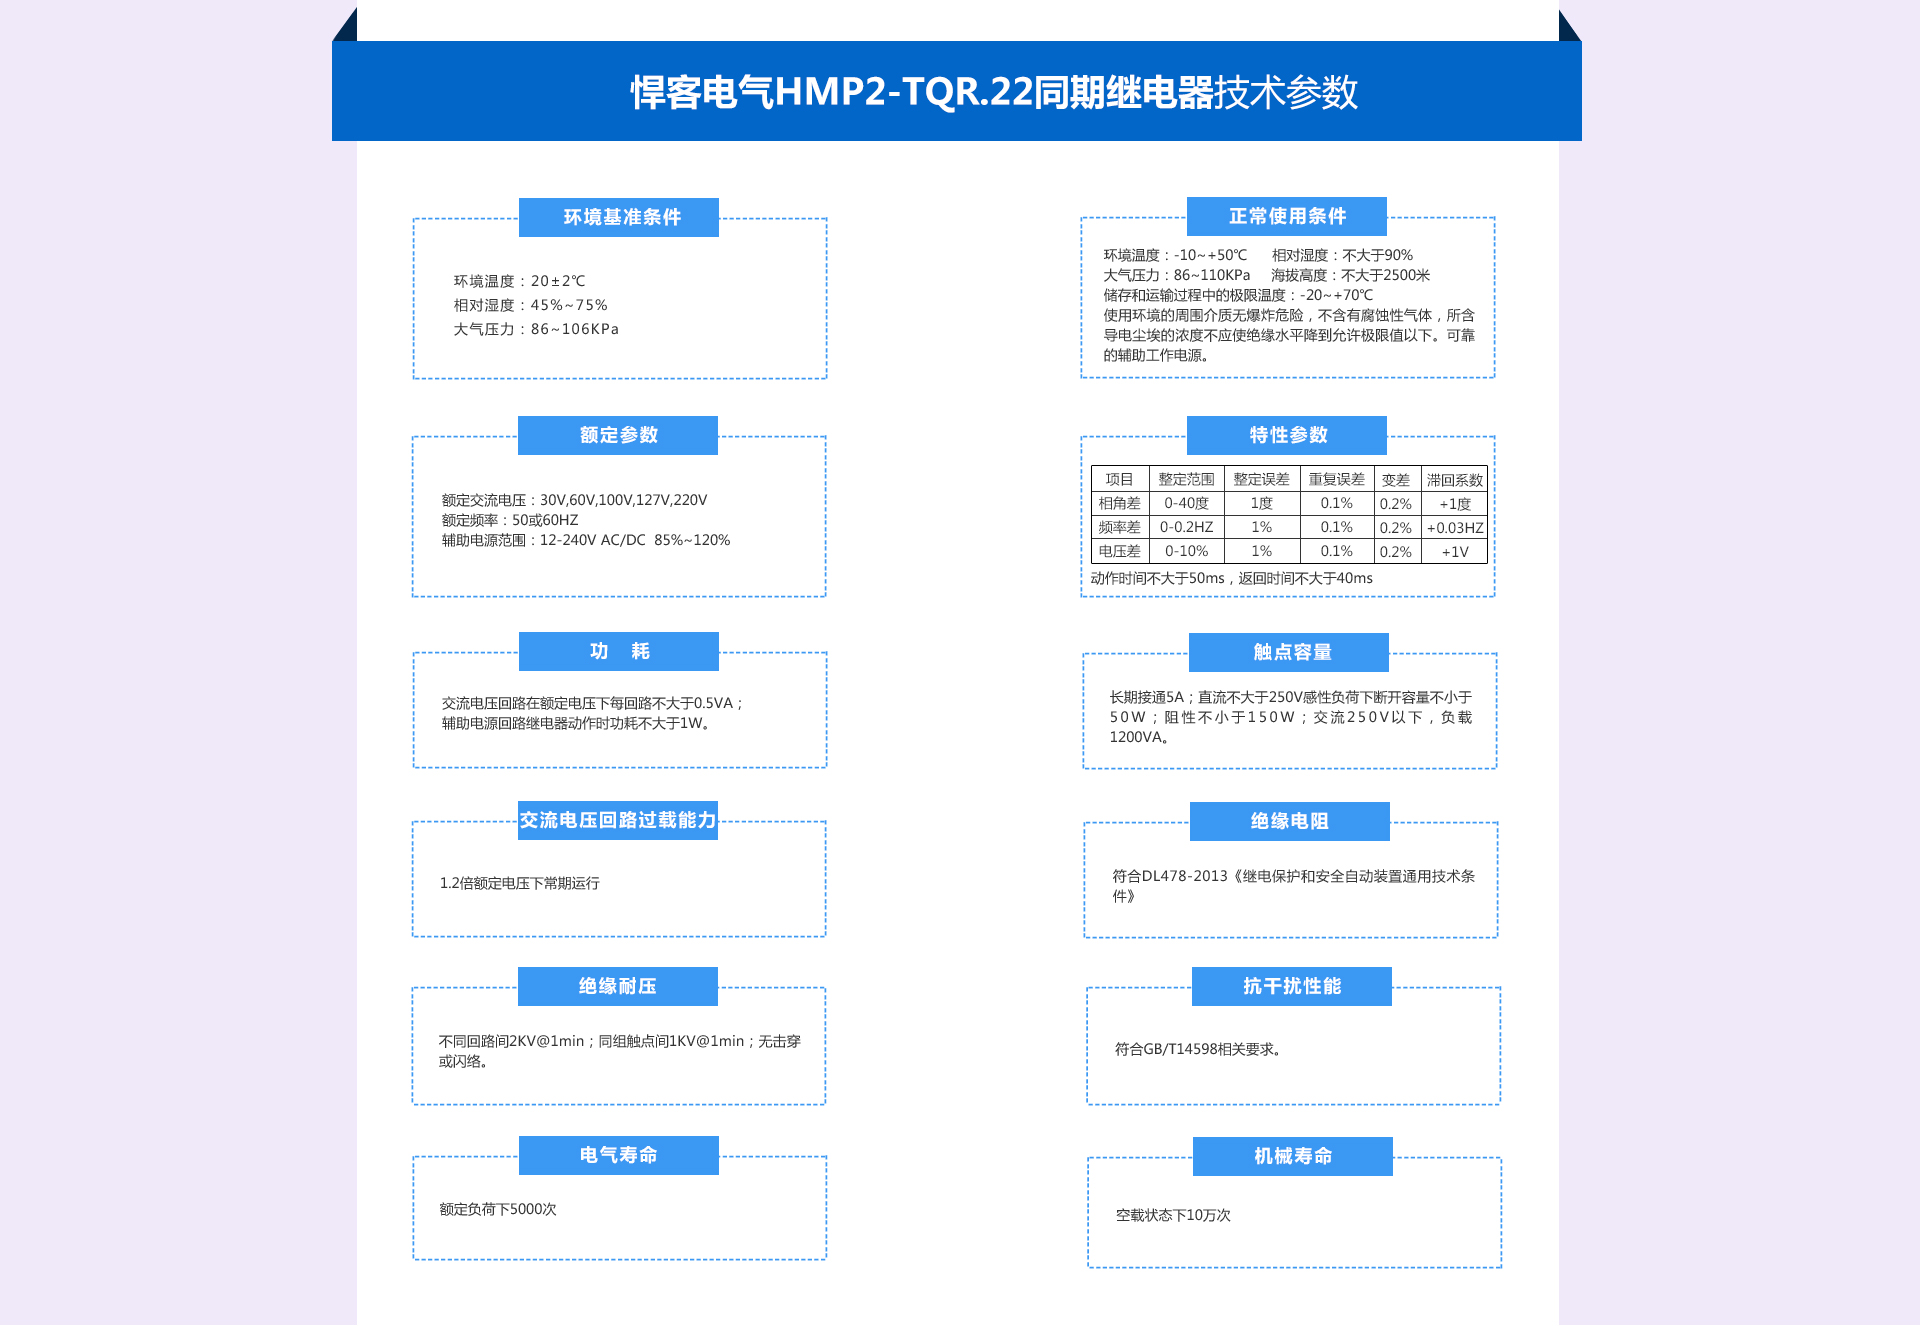 悍客电气HMP2-TQR.22同期继电器技术参数
环境基准条件
环境温度：20±2℃
相对湿度：45%~75%
大气压力：86~106KPa
正常使用条件
环境温度：-10~+50℃ 相对湿度：不大于90%
大气压力：86~110KPa 海拔高度：不大于2500米
储存和运输过程中的极限温度：-20~+70℃
使用环境的周围介质无爆炸危险，不含有腐蚀性气体，所含
导电尘埃的浓度不应使绝缘水平降到允许极限值以下。可靠
的辅助工作电源。
额定参数
额定交流电压：30V,60V,100V,127V,220V
额定频率：50或60HZ
辅助电源范围：12-240V AC/DC 85%~120%
特性参数
项目 整定范围 整定误差 重复误差 变差 滞回系数
相角差 0-40度 1度 0.1% 0.2% +1度
频率差 0-0.2HZ 1% 0.1% 0.2% +0.03HZ
电压差 0-10% 1% 0.1% 0.2% +1V
动作时间不大于50ms，返回时间不大于40ms
功 耗
交流电压回路在额定电压下每回路不大于0.5VA；
辅助电源回路继电器动作时功耗不大于1W。
触点容量
长期接通5A；直流不大于250V感性负荷下断开容量不小于
50W；阻性不小于150W；交流250V以下，负载
1200VA。
交流电压回路过载能力
1.2倍额定电压下常期运行
绝缘电阻
符合DL478-2013《继电保护和安全自动装置通用技术条
件》
绝缘耐压
不同回路间2KV@1min；同组触点间1KV@1min；无击穿
或闪络。
抗干扰性能
符合GB/T14598相关要求。
电气寿命
额定负荷下5000次
机械寿命
空载状态下10万次